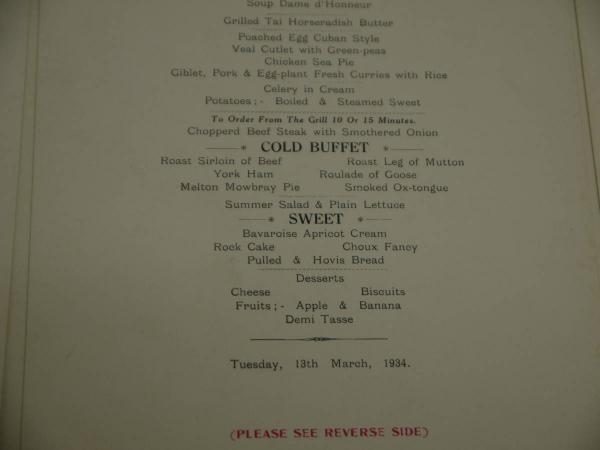 Soup Dame d'Honneur
Grilled Tai Horseradish Butter
Poached Egg Cuban Style
Veal Cutlet with Green-peas
Chicken Sea Pie
Giblet, Pork & Egg-plant Fresh Curries with Rice
Celery in Cream
Potatoes ;- Boiled & Steamed Sweet
To Order From The Grill 10 Or 15 Minutes.
Chopperd Beef Steak with Smothered Onion
* COLD BUFFET *
Roast Sirloin of Beef Roast Leg of Mutton
York Ham Roulade of Goose
Melton Mowbray Pie Smoked Ox-tongue
Summer Salad & Plain Lettuce
* SWEET *
Bavaroise Apricot Cream
Rock Cake Choux Fancy
Pulled & Hovis Bread
Desserts
Cheese Biscuits
Fruits ;- Apple & Banana
Demi Tasse
Tuesday, 13th March, 1934.
(PLEASE SEE REVERSE SIDE)